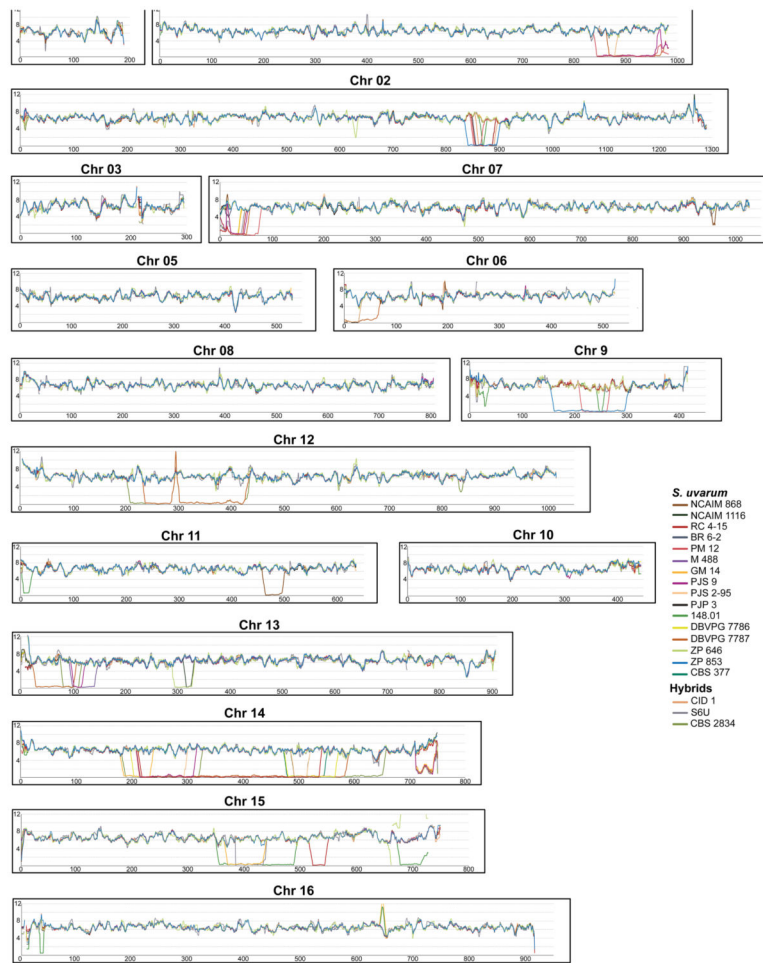 12
8
4
0 100 200
0 100 200 300 400 500 600 700 800 900 1000
Chr 02
12
8
4
0 100 200 300 400 500 600 700 800 900 1000 1100 1200 1300
Chr 03 Chr 07
12
8
4
0 100 200 300
0 100 200 300 400 500 600 700 800 900 1000
Chr 05 Chr 06
12
8
4
0 100 200 300 400 500
12
8
4
0 100 200 300 400 500
Chr 08 Chr 9
12
8
4
0 100 200 300 400 500 600 700 800
12
8
4
0 100 200 300 400
Chr 12
12
8
4
0 100 200 300 400 500 600 700 800 900 1000
Chr 11 Chr 10
12
8
4
0 100 200 300 400 500 600
12
8
4
0 100 200 300 400
Chr 13
12
8
4
0 100 200 300 400 500 600 700 800 900
Chr 14
12
8
4
0 100 200 300 400 500 600 700 800
Chr 15
12
8
4
0 100 200 300 400 500 600 700 800
Chr 16
12
8
4
0 100 200 300 400 500 600 700 800 900
S. uvarum
NCAIM 868
NCAIM 1116
RC 4-15
BR 6-2
PM 12
M 488
GM 14
PJS 9
PJS 2-95
PJP 3
148.01
DBVPG 7786
DBVPG 7787
ZP 646
ZP 853
CBS 377
Hybrids
CID 1
S6U
CBS 2834